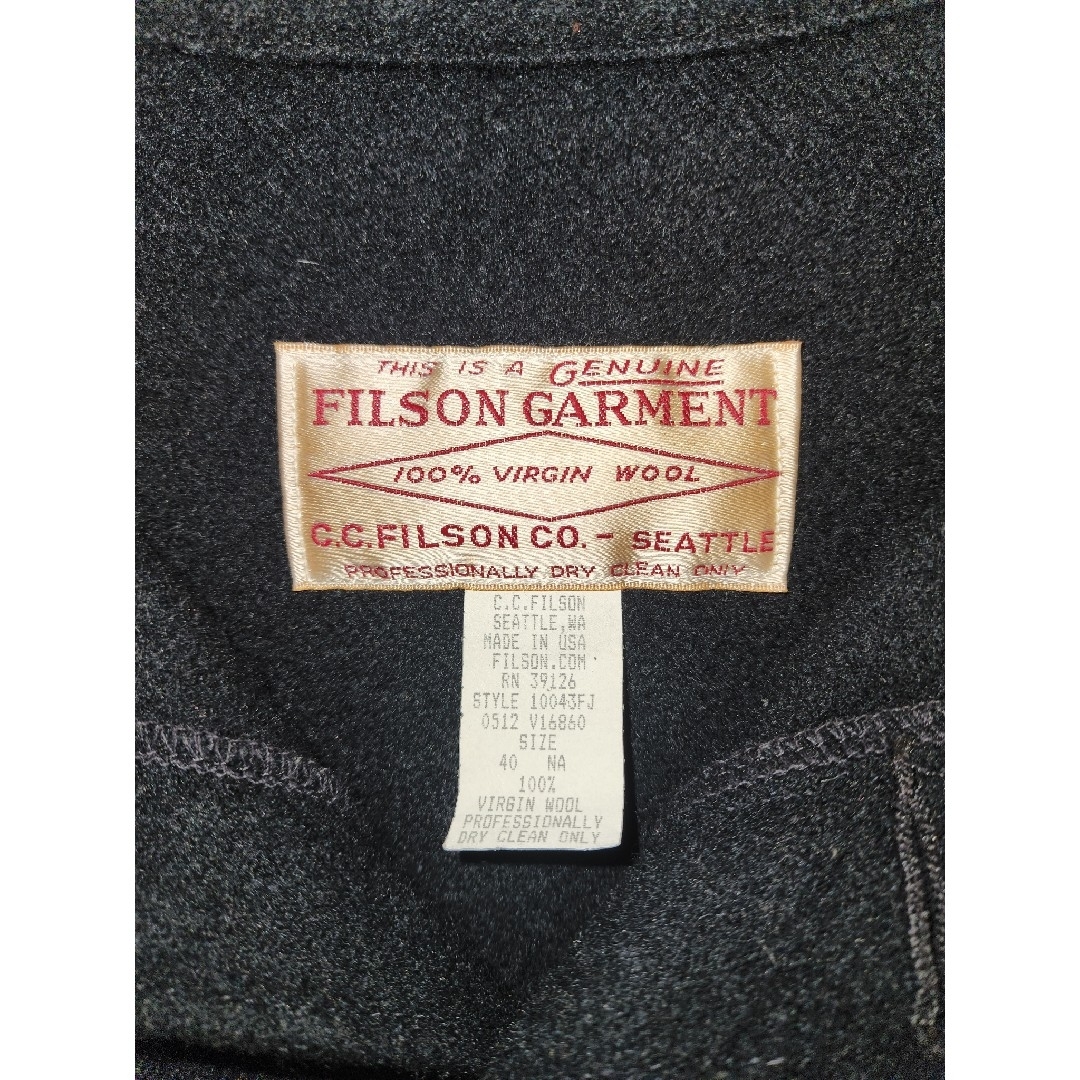 THIS IS A GENUINE
FILSON GARMENT
100% VIRGIN WOOL
C.C.FILSON CO. - SEATTLE
PROFESSIONALLY DRY CLEAN ONLY
C.C.FILSON
SEATTLE,WA
MADE IN USA
FILSON.COM
RN 39126
STYLE 10043FJ
0512 V16860
SIZE
40 NA
100%
VIRGIN WOOL
PROFESSIONALLY
DRY CLEAN ONLY